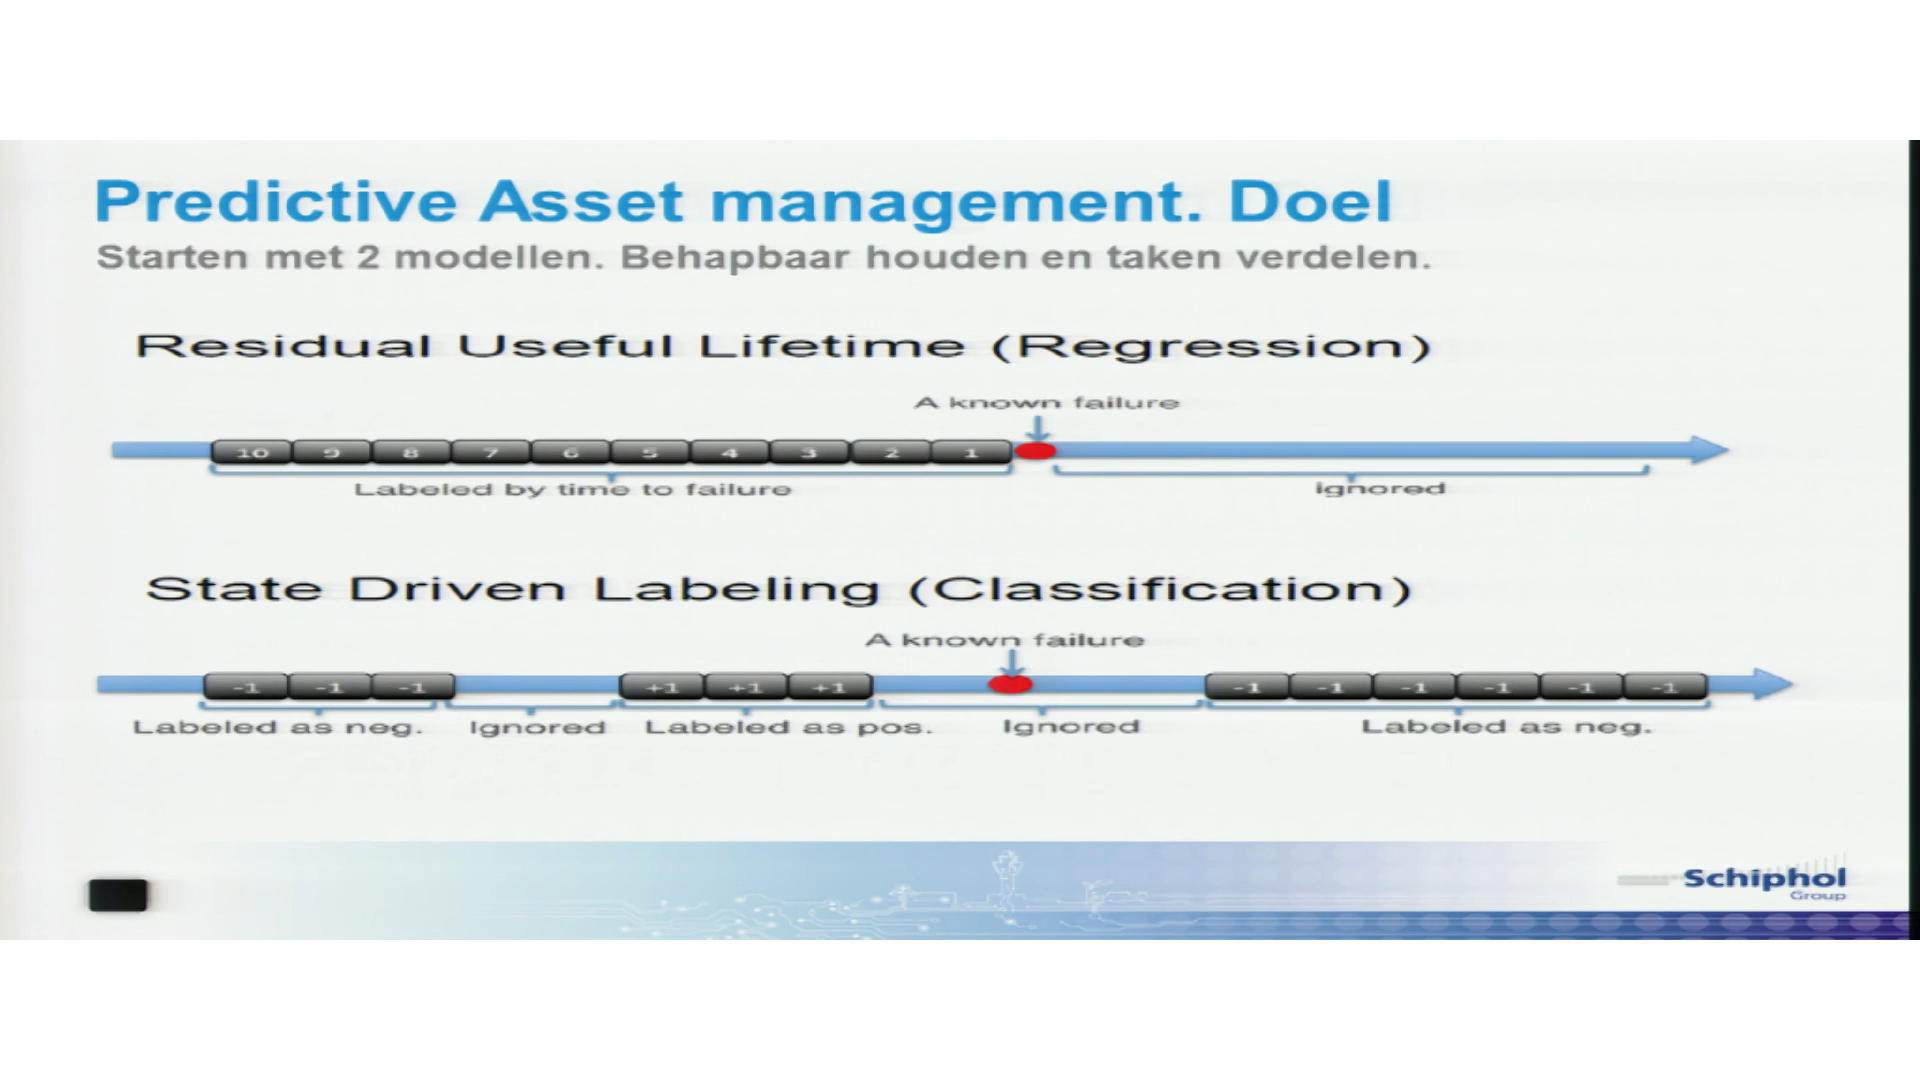 Predictive Asset management. Doel
Starten met 2 modellen. Behapbaar houden en taken verdelen.
Residual Useful Lifetime (Regression)
A known failure
10 9 8 7 6 5 4 3 2 1
Labeled by time to failure ignored
State Driven Labeling (Classification)
A known failure
-1 -1 -1 +1 +1 +1 -1 -1 -1 -1 -1 -1
Labeled as neg. Ignored Labeled as pos. Ignored Labeled as neg.
Schiphol
Group